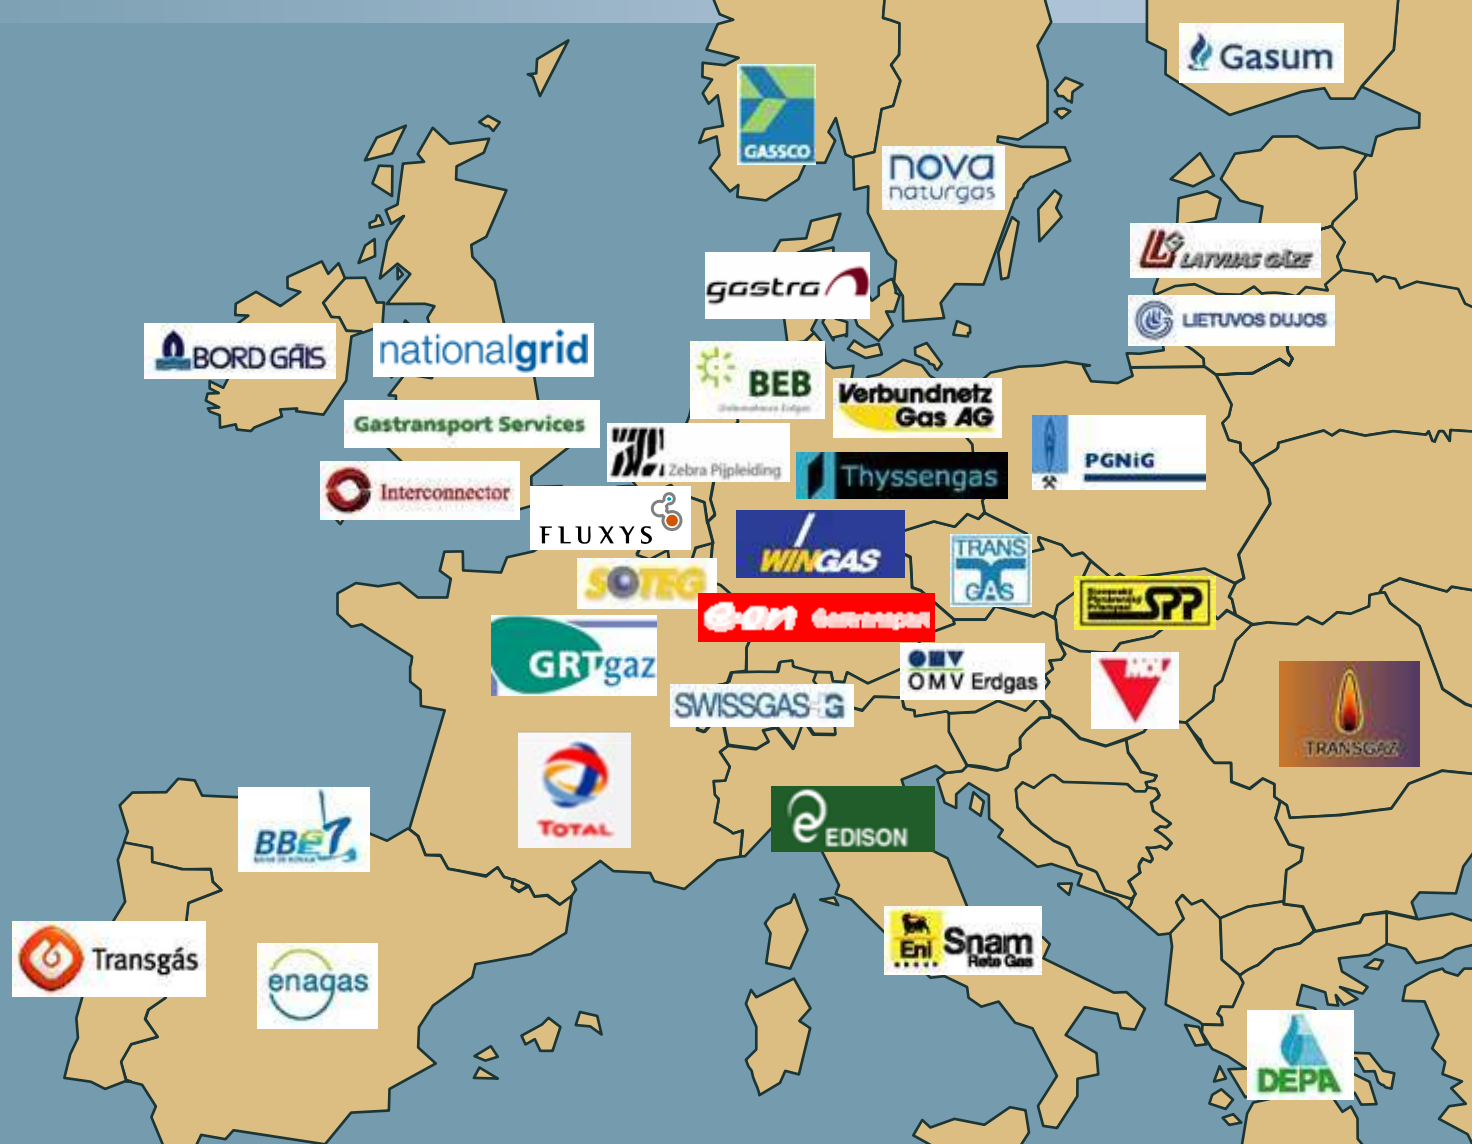 Gasum
GASSCO
nova
naturgas
LATVIJAS GĀZE
gastra
LIETUVOS DUJOS
BORD GÁIS
nationalgrid
BEB
Verbundnetz
Gas AG
Gastransport Services
Zebra Pijpleiding
Thyssengas
PGNiG
Interconnector
FLUXYS
WINGAS
TRANS
GAS
SOTEG
SPP
e·on Gastransport
GRTgaz
OMV
OMV Erdgas
MOL
SWISSGAS
TRANSGAZ
TOTAL
EDISON
BBG
Transgás
enagas
Eni
Snam
Rete Gas
DEPA